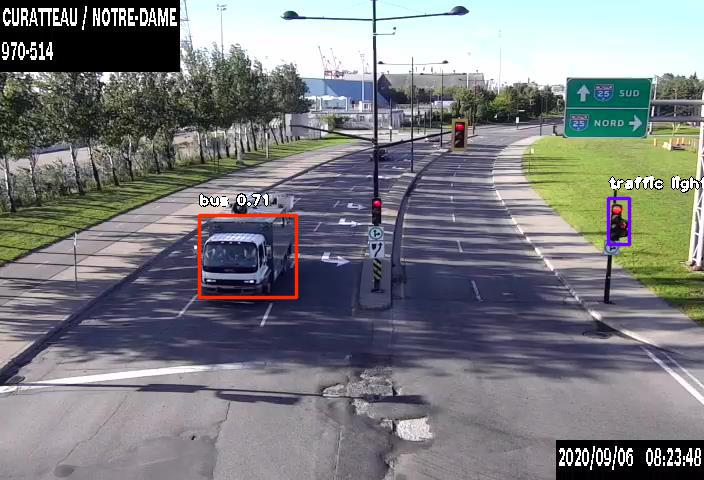 CURATTEAU / NOTRE-DAME
970-514
25 SUD
25 NORD
bus 0.71
traffic light
2020/09/06 08:23:48